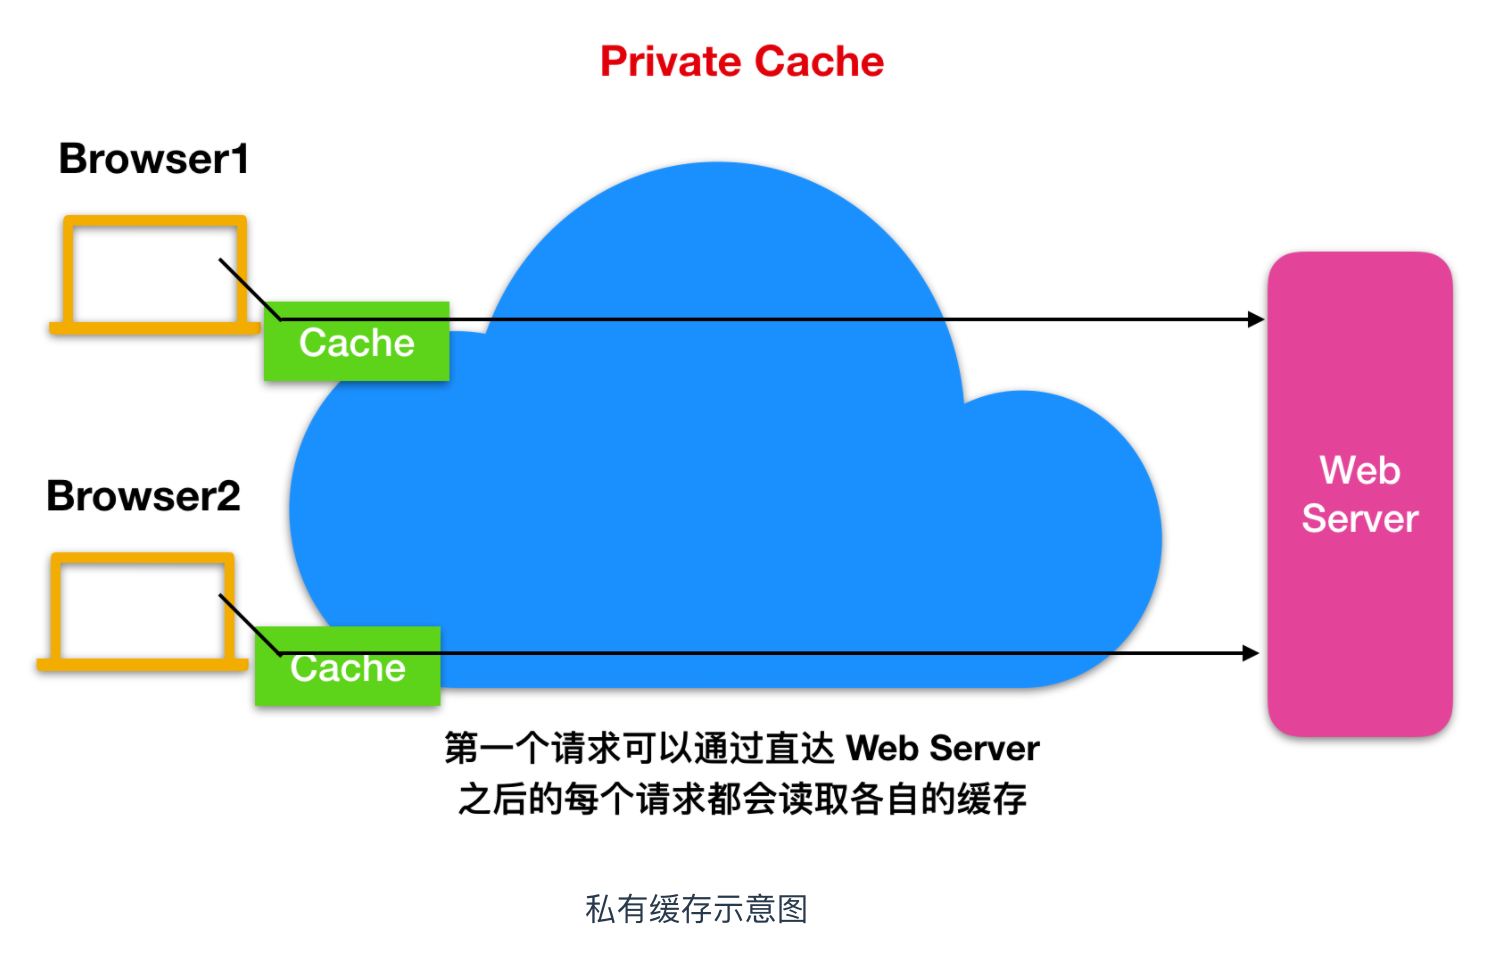 Private Cache
Browser1
Cache
Browser2
Cache
Web
Server
第一个请求可以通过直达 Web Server
之后的每个请求都会读取各自的缓存
私有缓存示意图